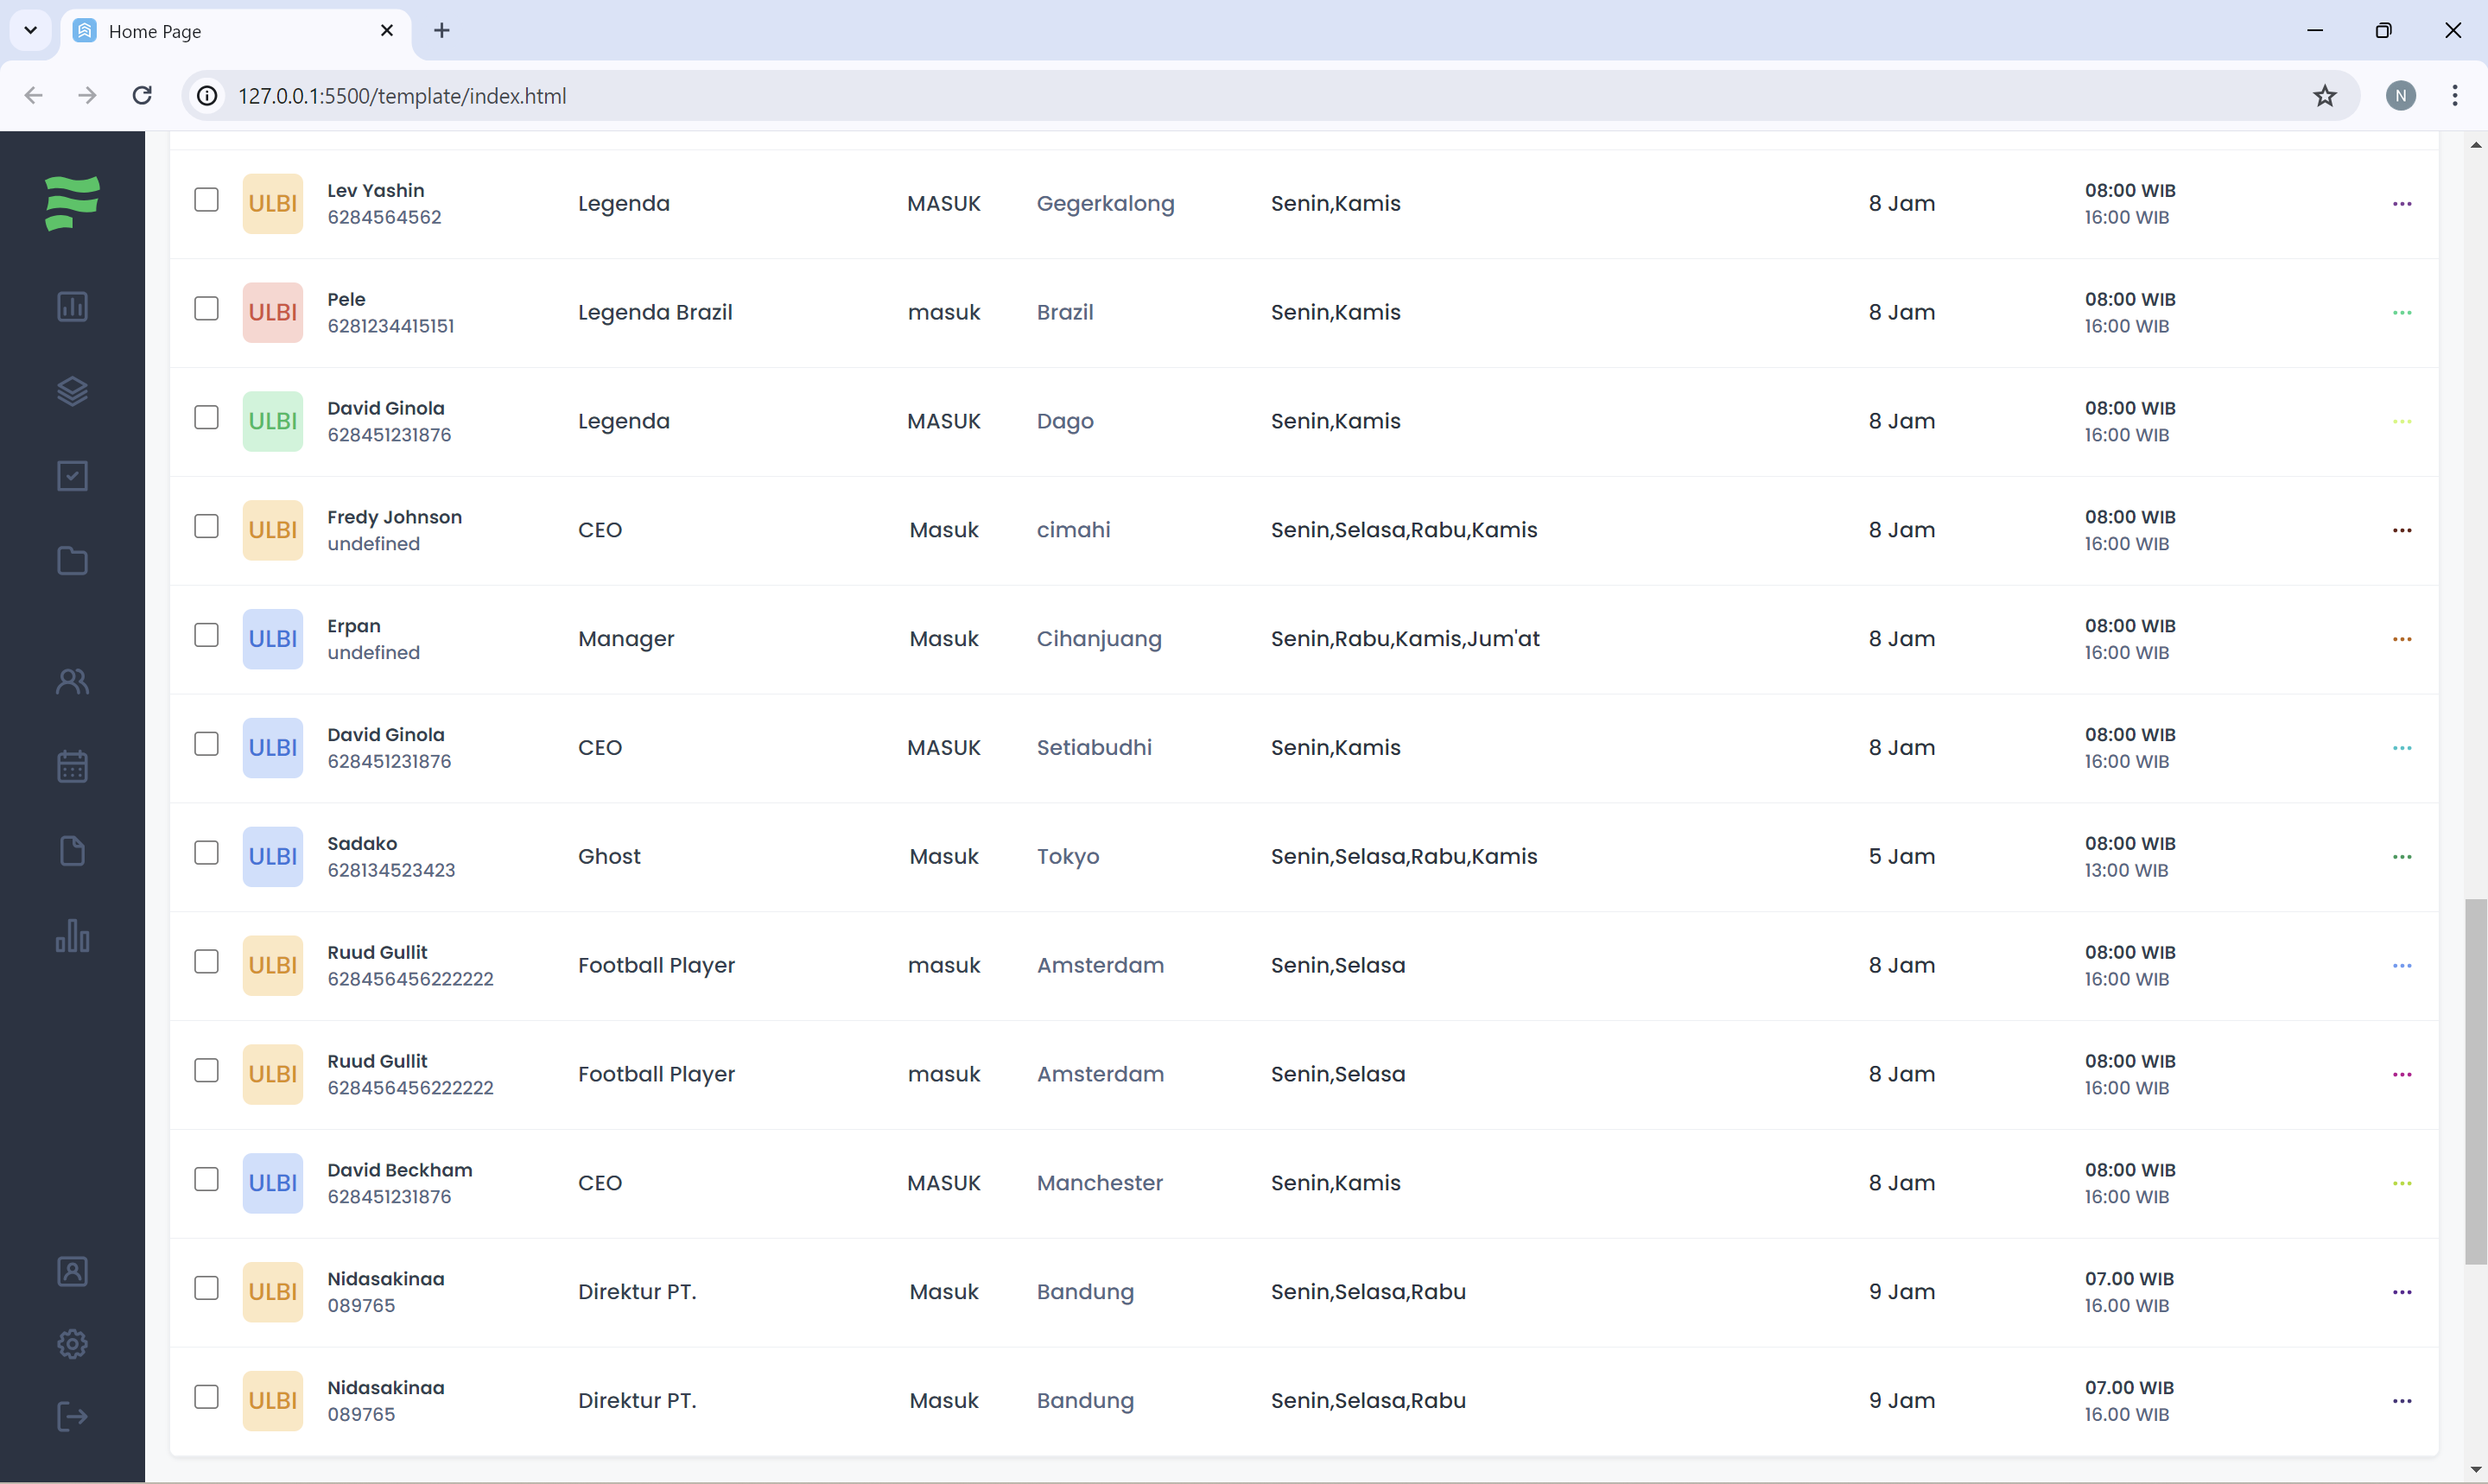 Home Page
127.0.0.1:5500/template/index.html
N
ULBI Lev Yashin 6284564562 Legenda MASUK Gegerkalong Senin,Kamis 8 Jam 08:00 WIB 16:00 WIB ...
ULBI Pele 6281234415151 Legenda Brazil masuk Brazil Senin,Kamis 8 Jam 08:00 WIB 16:00 WIB ...
ULBI David Ginola 628451231876 Legenda MASUK Dago Senin,Kamis 8 Jam 08:00 WIB 16:00 WIB ...
ULBI Fredy Johnson undefined CEO Masuk cimahi Senin,Selasa,Rabu,Kamis 8 Jam 08:00 WIB 16:00 WIB ...
ULBI Erpan undefined Manager Masuk Cihanjuang Senin,Rabu,Kamis,Jum'at 8 Jam 08:00 WIB 16:00 WIB ...
ULBI David Ginola 628451231876 CEO MASUK Setiabudhi Senin,Kamis 8 Jam 08:00 WIB 16:00 WIB ...
ULBI Sadako 628134523423 Ghost Masuk Tokyo Senin,Selasa,Rabu,Kamis 5 Jam 08:00 WIB 13:00 WIB ...
ULBI Ruud Gullit 628456456222222 Football Player masuk Amsterdam Senin,Selasa 8 Jam 08:00 WIB 16:00 WIB ...
ULBI Ruud Gullit 628456456222222 Football Player masuk Amsterdam Senin,Selasa 8 Jam 08:00 WIB 16:00 WIB ...
ULBI David Beckham 628451231876 CEO MASUK Manchester Senin,Kamis 8 Jam 08:00 WIB 16:00 WIB ...
ULBI Nidasakinaa 089765 Direktur PT. Masuk Bandung Senin,Selasa,Rabu 9 Jam 07.00 WIB 16.00 WIB ...
ULBI Nidasakinaa 089765 Direktur PT. Masuk Bandung Senin,Selasa,Rabu 9 Jam 07.00 WIB 16.00 WIB ...